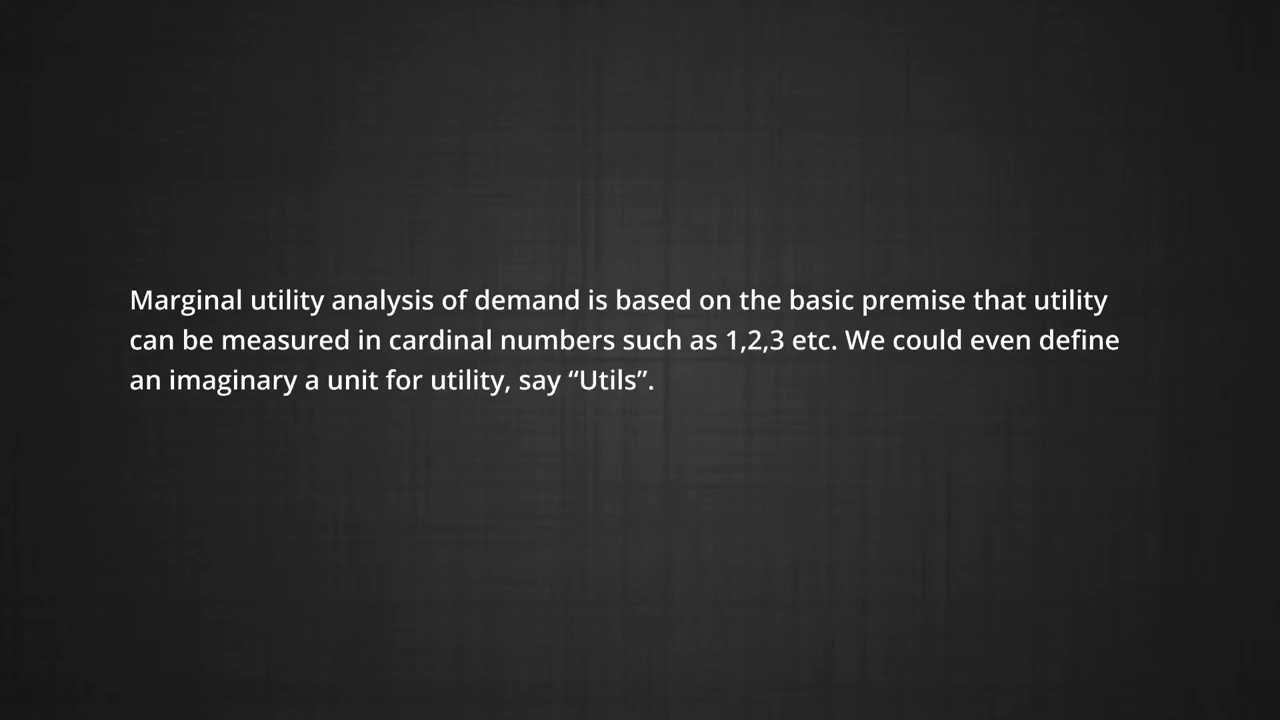 Marginal utility analysis of demand is based on the basic premise that utility
can be measured in cardinal numbers such as 1,2,3 etc. We could even define
an imaginary a unit for utility, say “Utils”.